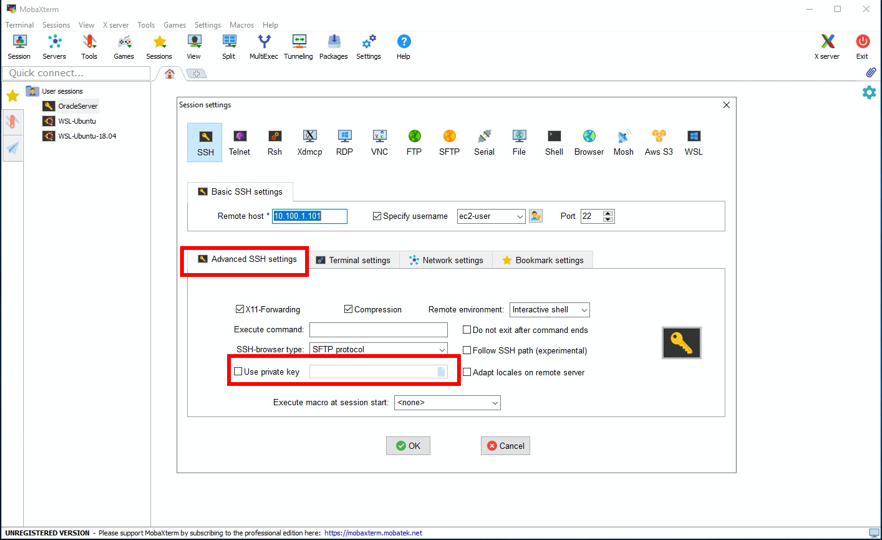 MobaXterm
Terminal Sessions View X server Tools Games Settings Macros Help
Session Servers Tools Games Sessions View Split MultiExec Tunneling Packages Settings Help X server Exit
Quick connect...
User sessions
OracleServer
WSL-Ubuntu
WSL-Ubuntu-18.04
Session settings
SSH Telnet Rsh Xdmcp RDP VNC FTP SFTP Serial File Shell Browser Mosh Aws S3 WSL
Basic SSH settings
Remote host * 10.100.1.101 Specify username ec2-user Port 22
Advanced SSH settings Terminal settings Network settings Bookmark settings
X11-Forwarding Compression Remote environment: Interactive shell
Execute command: Do not exit after command ends
SSH-browser type: SFTP protocol Follow SSH path (experimental)
Use private key Adapt locales on remote server
Execute macro at session start: <none>
OK Cancel
UNREGISTERED VERSION - Please support MobaXterm by subscribing to the professional edition here: https://mobaxterm.mobatek.net